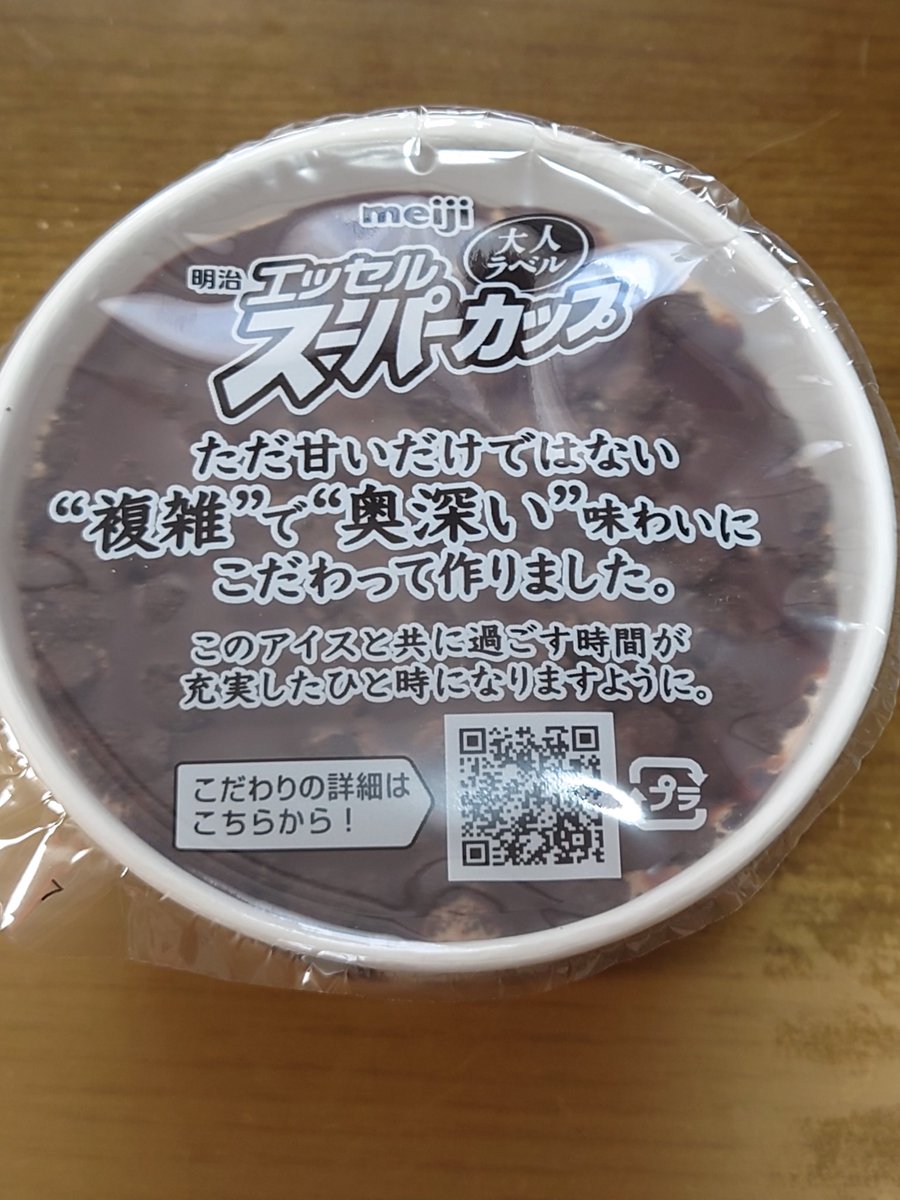 meiji
明治 エッセル
スーパーカップ
大人
ラベル
ただ甘いだけではない
“複雑”で“奥深い”味わいに
こだわって作りました。
このアイスと共に過ごす時間が
充実したひと時になりますように。
こだわりの詳細は
こちらから！
プラ
7